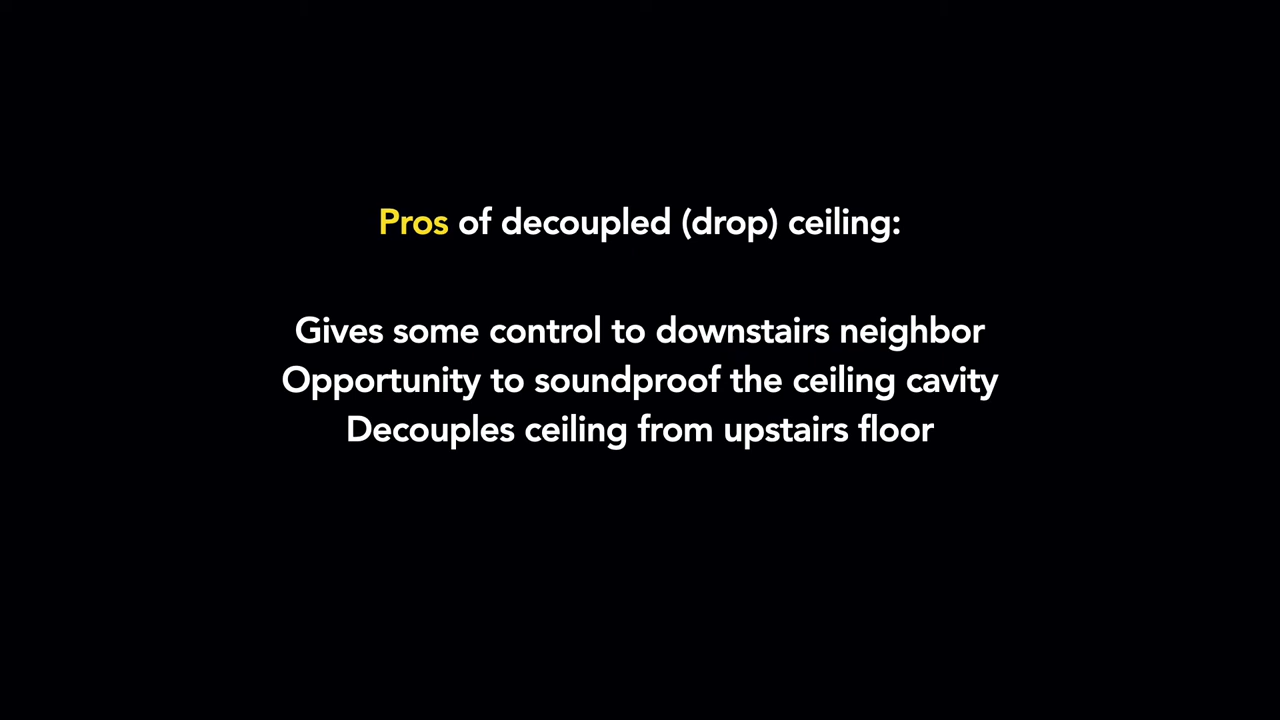 Pros of decoupled (drop) ceiling:
Gives some control to downstairs neighbor
Opportunity to soundproof the ceiling cavity
Decouples ceiling from upstairs floor